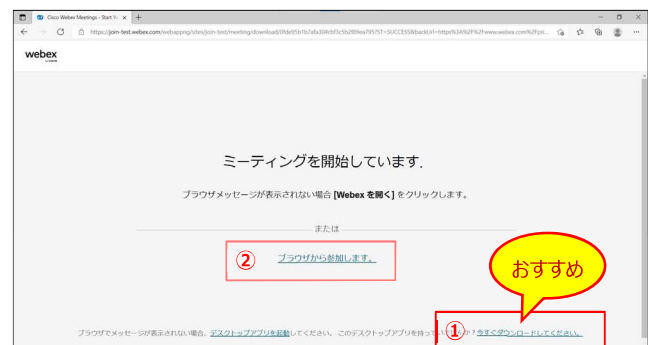 Cisco Webex Meetings - Start Yo
webex
by CISCO
ミーティングを開始しています.
ブラウザメッセージが表示されない場合 [Webex を開く] をクリックします。
または
② ブラウザから参加します。
おすすめ
①
ブラウザでメッセージが表示されない場合、デスクトップアプリを起動してください。 このデスクトップアプリを持っていませんか？今すぐダウンロードしてください。